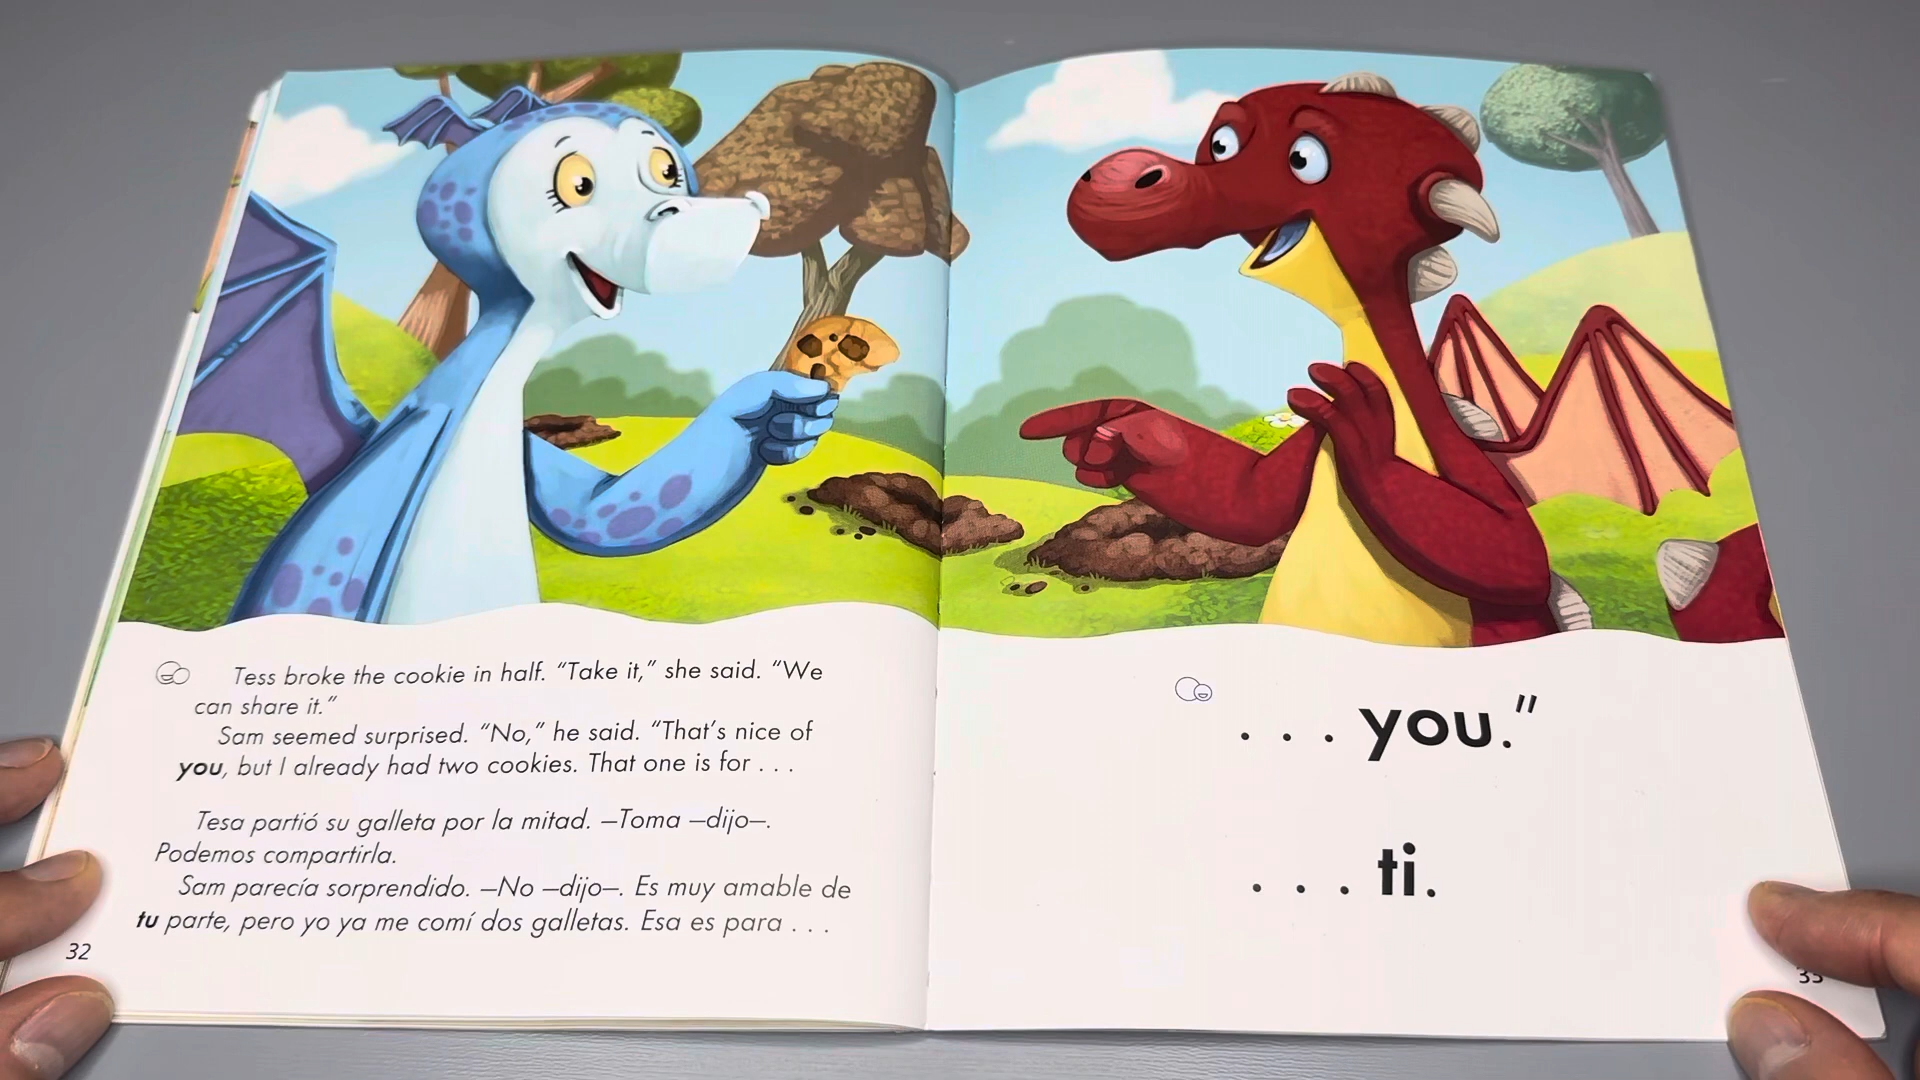 Tess broke the cookie in half. “Take it,” she said. “We
can share it.”
Sam seemed surprised. “No,” he said. “That’s nice of
you, but I already had two cookies. That one is for . . .
Tesa partió su galleta por la mitad. —Toma —dijo—.
Podemos compartirla.
Sam parecía sorprendido. —No —dijo—. Es muy amable de
tu parte, pero yo ya me comí dos galletas. Esa es para . . .
32
. . . you.”
. . . ti.
33